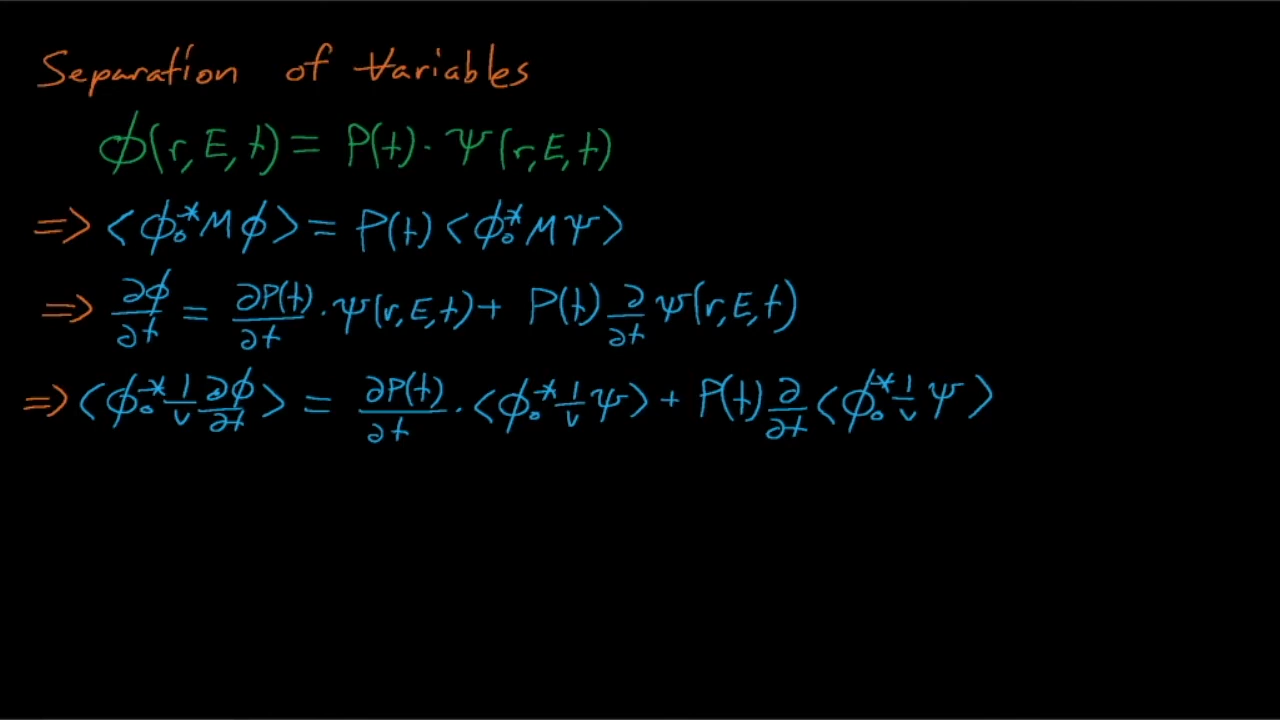 Separation of Variables
ϕ(r,E,t) = P(t)·ψ(r,E,t)
=> <ϕ₀* M ϕ> = P(t) <ϕ₀* M ψ>
=> ∂ϕ/∂t = ∂P(t)/∂t · ψ(r,E,t) + P(t) ∂/∂t ψ(r,E,t)
=> <ϕ₀* 1/v ∂ϕ/∂t> = ∂P(t)/∂t · <ϕ₀* 1/v ψ> + P(t) ∂/∂t <ϕ₀* 1/v ψ>